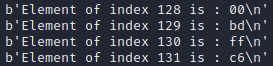 b'Element of index 128 is : 00\n'
b'Element of index 129 is : bd\n'
b'Element of index 130 is : ff\n'
b'Element of index 131 is : c6\n'